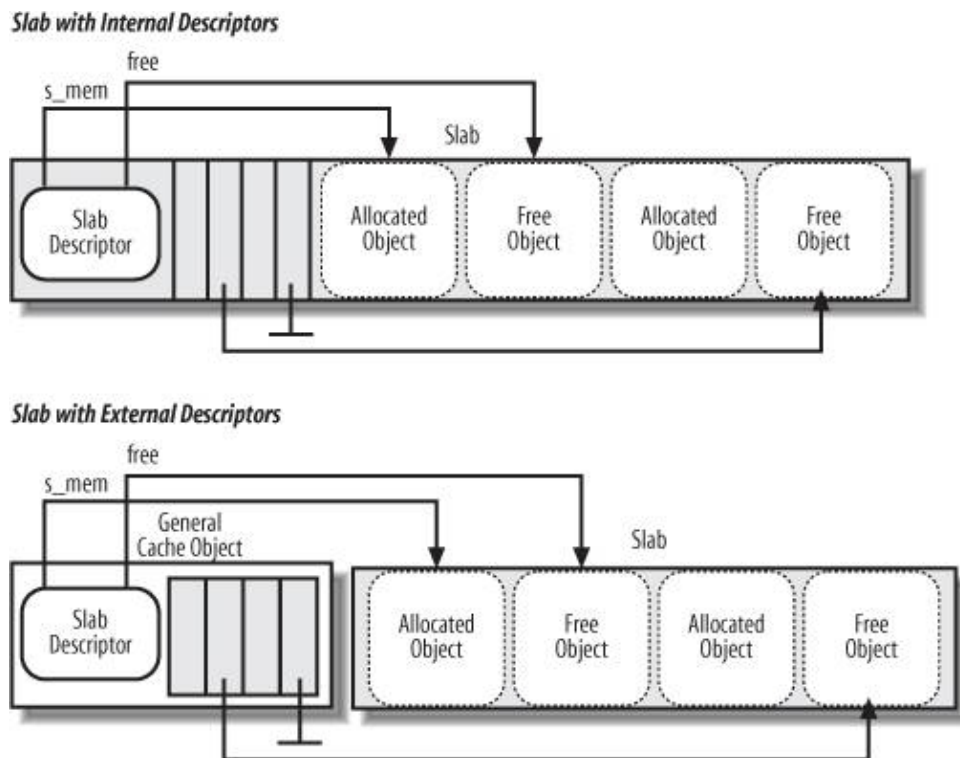 Slab with Internal Descriptors
free
s_mem
Slab
Slab
Descriptor
Allocated
Object
Free
Object
Allocated
Object
Free
Object
Slab with External Descriptors
free
s_mem
General
Cache Object
Slab
Slab
Descriptor
Allocated
Object
Free
Object
Allocated
Object
Free
Object